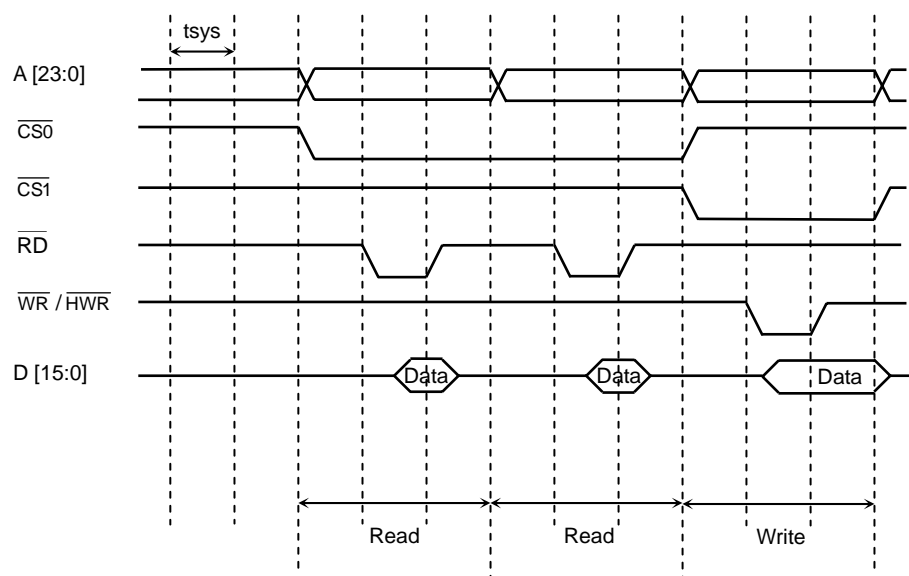 tsys
A [23:0]
CS0
CS1
RD
WR / HWR
D [15:0]
Data
Data
Data
Read
Read
Write